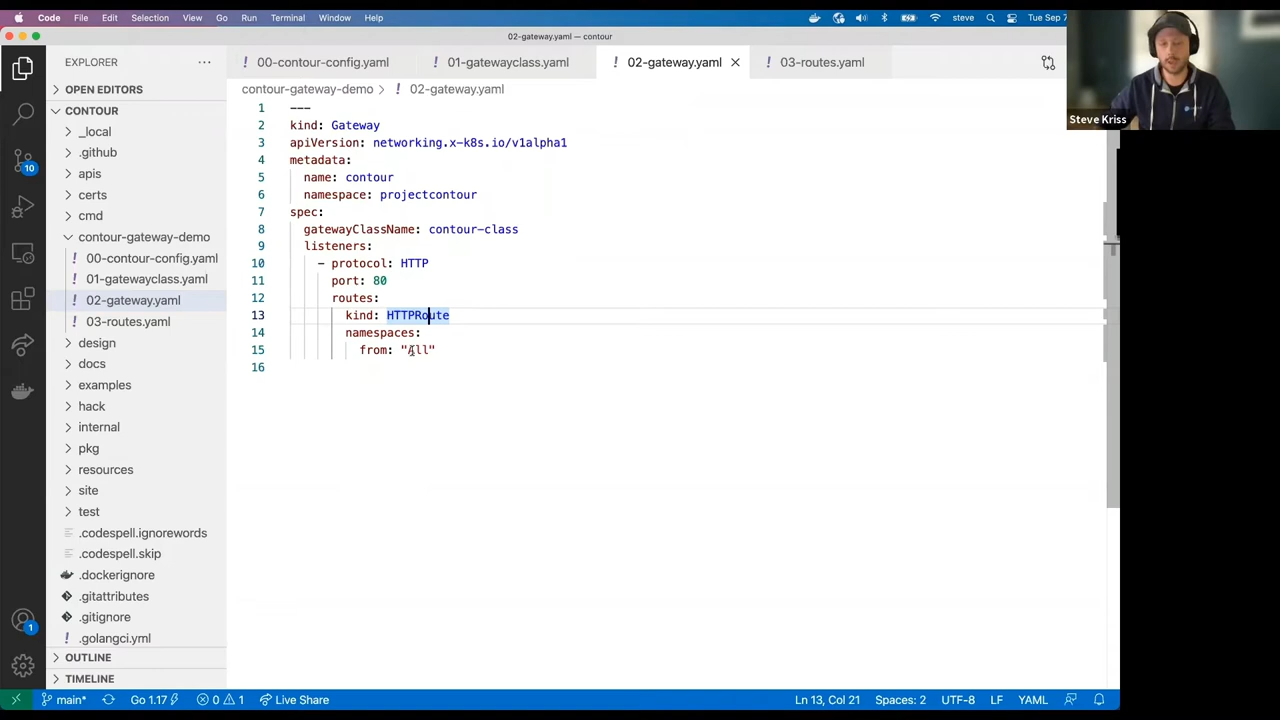 Code File Edit Selection View Go Run Terminal Window Help steve Tue Sep 7
02-gateway.yaml — contour
EXPLORER
! 00-contour-config.yaml
! 01-gatewayclass.yaml
! 02-gateway.yaml
! 03-routes.yaml
OPEN EDITORS
contour-gateway-demo > ! 02-gateway.yaml
CONTOUR
_local
.github
apis
certs
cmd
contour-gateway-demo
! 00-contour-config.yaml
! 01-gatewayclass.yaml
! 02-gateway.yaml
! 03-routes.yaml
design
docs
examples
hack
internal
pkg
resources
site
test
.codespell.ignorewords
.codespell.skip
.dockerignore
.gitattributes
.gitignore
! .golangci.yml
OUTLINE
TIMELINE
10
1
1 ---
2 kind: Gateway
3 apiVersion: networking.x-k8s.io/v1alpha1
4 metadata:
5 name: contour
6 namespace: projectcontour
7 spec:
8 gatewayClassName: contour-class
9 listeners:
10 - protocol: HTTP
11 port: 80
12 routes:
13 kind: HTTPRoute
14 namespaces:
15 from: "All"
16
Steve Kriss
main* Go 1.17 0 1 Live Share Ln 13, Col 21 Spaces: 2 UTF-8 LF YAML